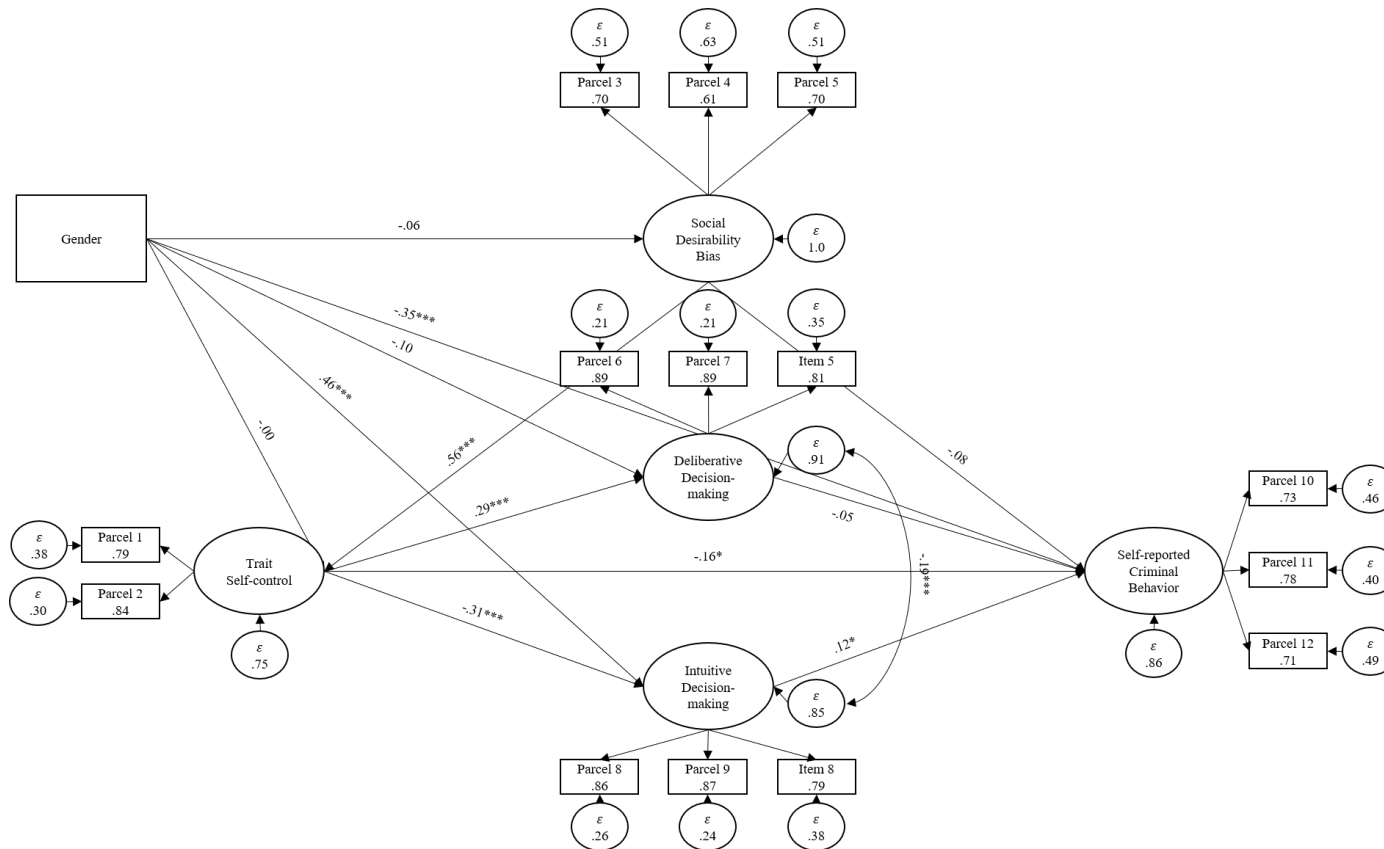 ε
.51
ε
.63
ε
.51
Parcel 3
.70
Parcel 4
.61
Parcel 5
.70
Gender
-.06
Social
Desirability
Bias
ε
1.0
ε
.21
ε
.21
ε
.35
-.35***
-.10
Parcel 6
.89
Parcel 7
.89
Item 5
.81
.46***
-.00
.56***
Deliberative
Decision-
making
ε
.91
-.08
.29***
-.05
Parcel 10
.73
ε
.46
ε
.38
Parcel 1
.79
Trait
Self-control
-.16*
-.19***
Self-reported
Criminal
Behavior
Parcel 11
.78
ε
.40
ε
.30
Parcel 2
.84
-.31***
ε
.75
.12*
ε
.86
Parcel 12
.71
ε
.49
Intuitive
Decision-
making
ε
.85
Parcel 8
.86
Parcel 9
.87
Item 8
.79
ε
.26
ε
.24
ε
.38